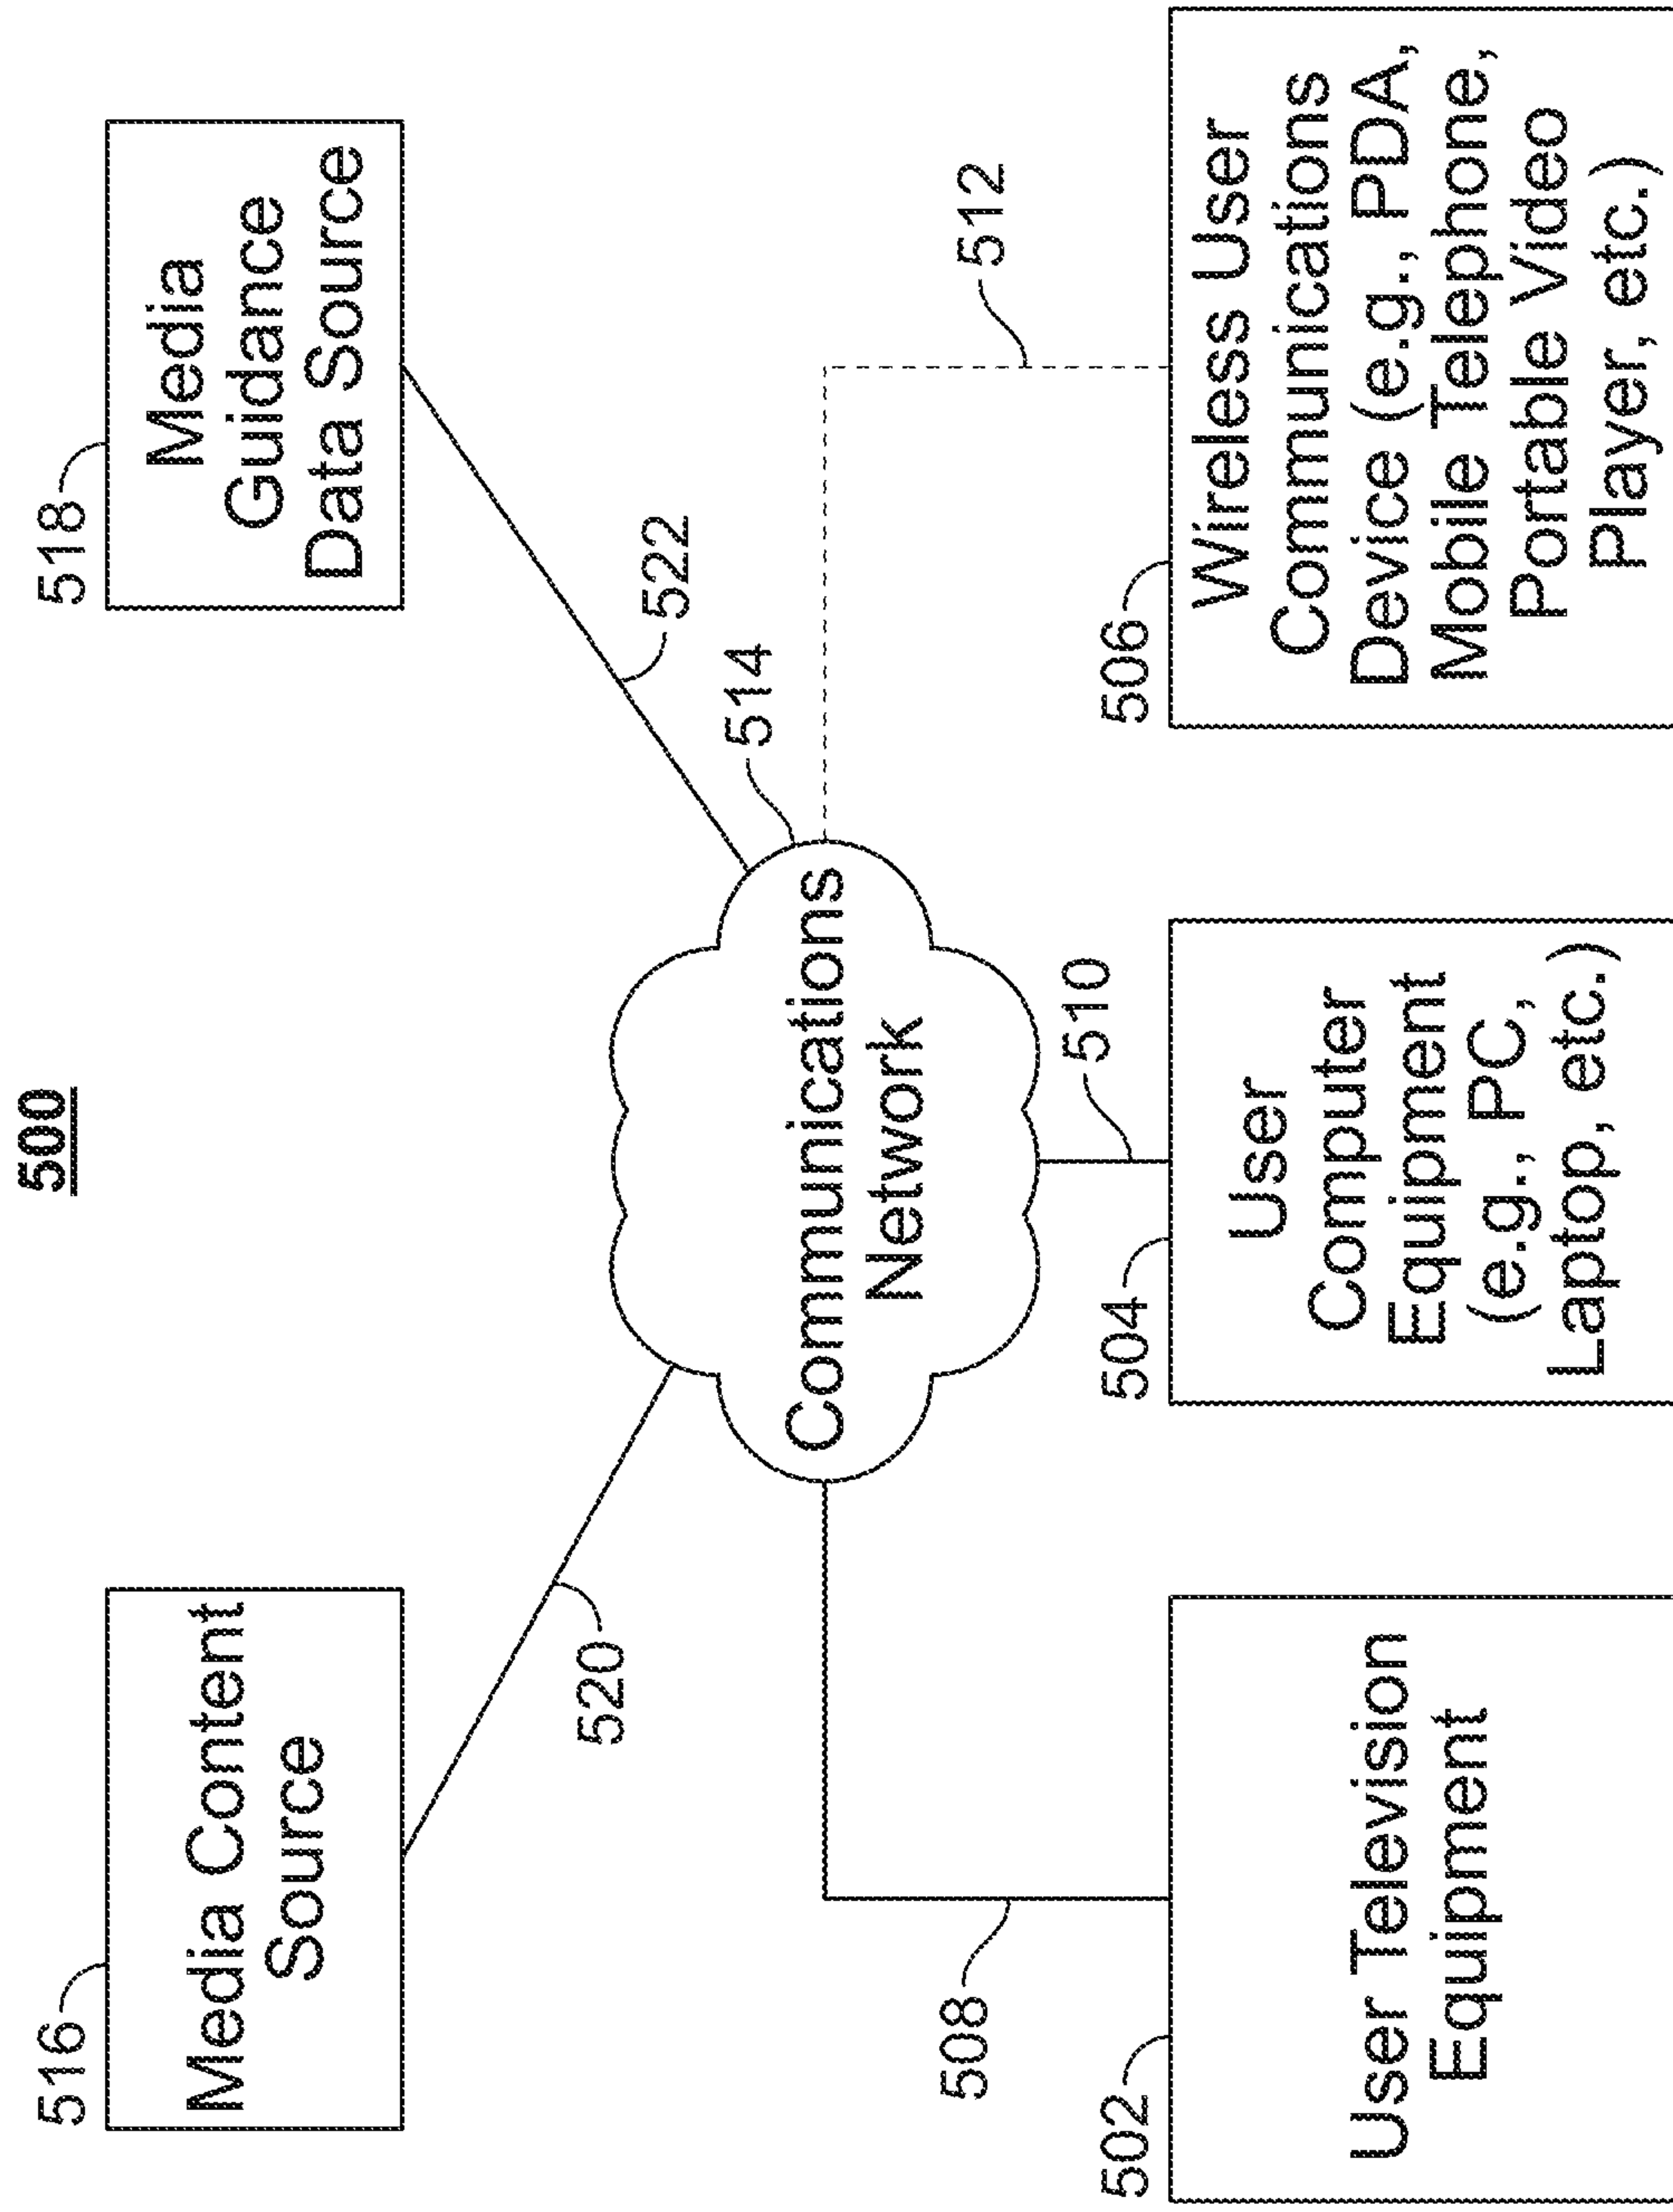 500
516
Media Content
Source
518
Media
Guidance
Data Source
520
522
514
Communications
Network
508
510
512
502
User Television
Equipment
504
User
Computer
Equipment
(e.g., PC,
Laptop, etc.)
506
Wireless User
Communications
Device (e.g., PDA,
Mobile Telephone,
Portable Video
Player, etc.)